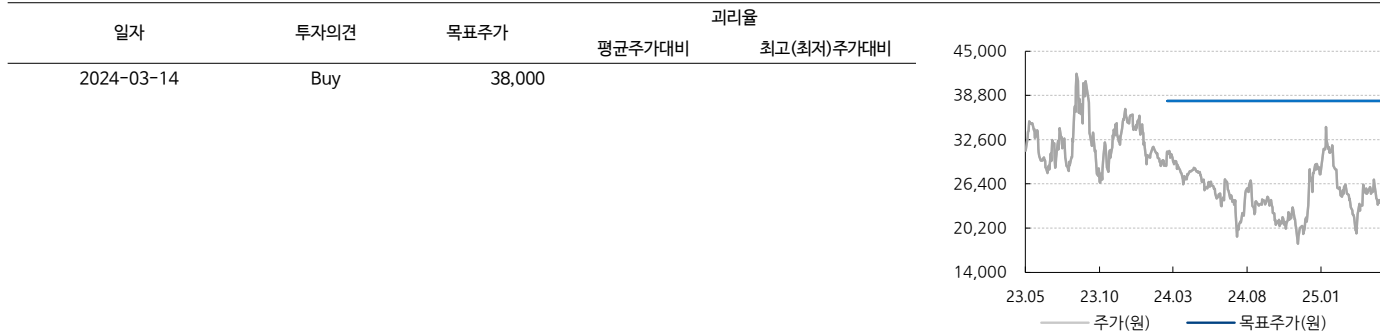 일자 투자의견 목표주가 괴리율
평균주가대비 최고(최저)주가대비
2024-03-14 Buy 38,000
45,000
38,800
32,600
26,400
20,200
14,000
23.05 23.10 24.03 24.08 25.01
주가(원) 목표주가(원)